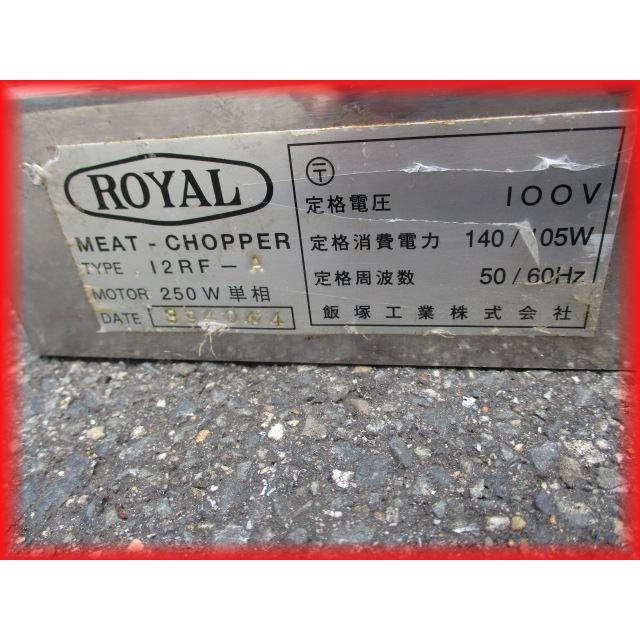 ROYAL
MEAT - CHOPPER
TYPE 12RF - A
MOTOR 250W 単相
DATE
〒
定格電圧 100V
定格消費電力 140/105W
定格周波数 50/60Hz
飯塚工業株式会社